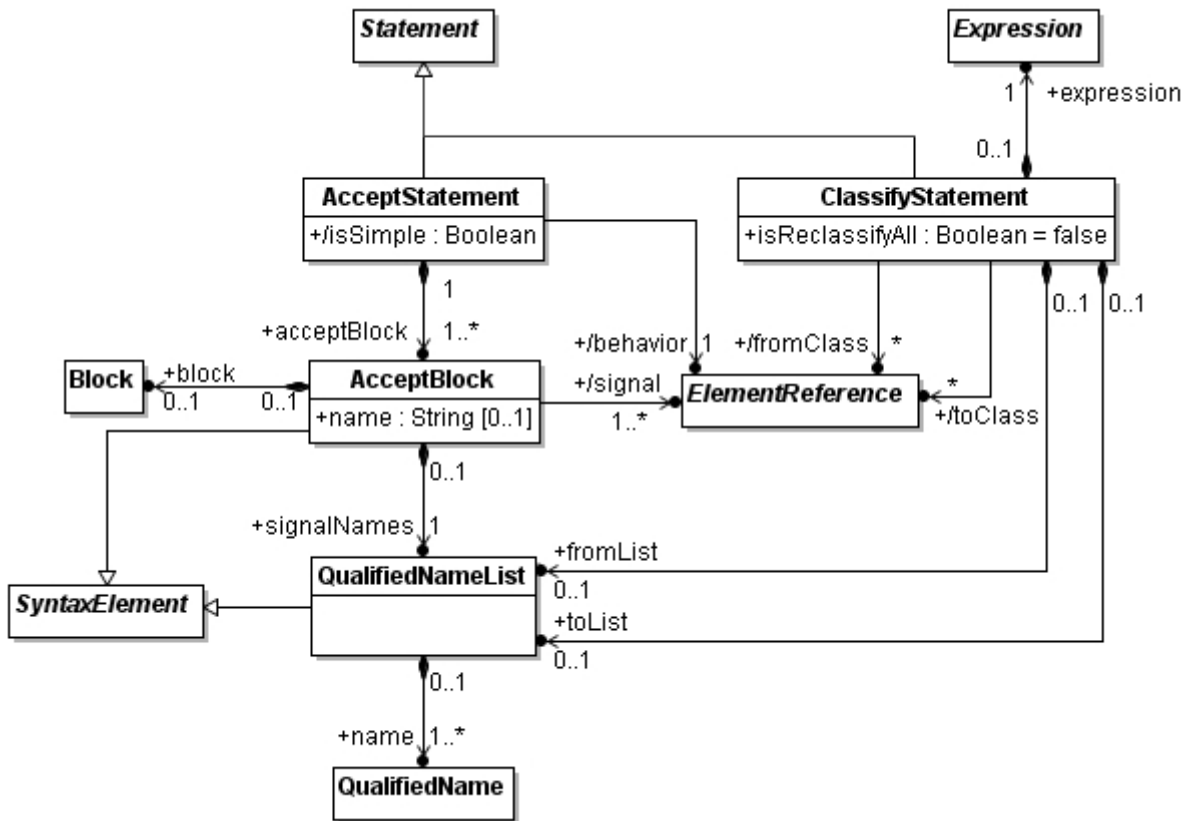 Statement
Expression
1
+expression
0..1
AcceptStatement
+/isSimple : Boolean
ClassifyStatement
+isReclassifyAll : Boolean = false
1
0..1
0..1
+acceptBlock
1..*
+/behavior
1
+/fromClass
*
Block
+block
0..1
0..1
AcceptBlock
+name : String [0..1]
+/signal
1..*
ElementReference
*
+/toClass
0..1
+signalNames
1
QualifiedNameList
+fromList
0..1
SyntaxElement
+toList
0..1
0..1
+name
1..*
QualifiedName